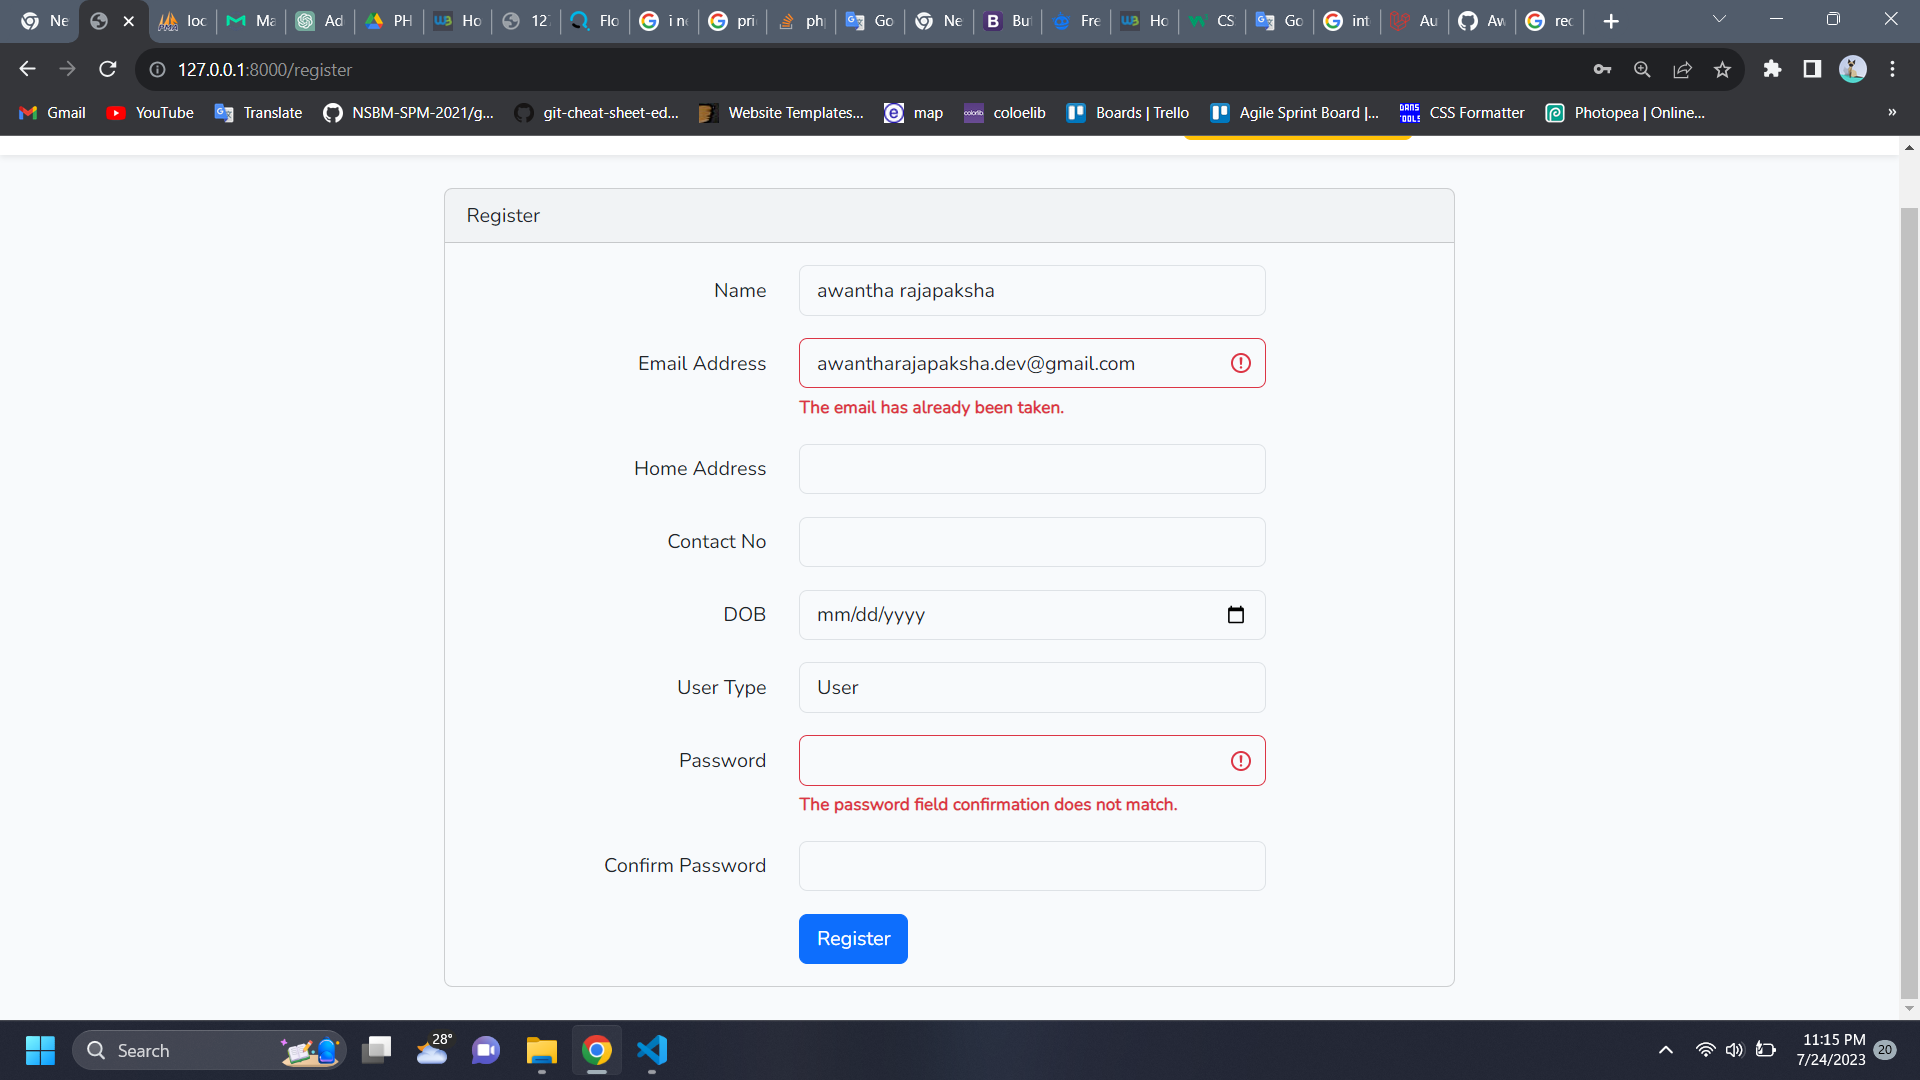 Ne
loc
Ma
Ad
PH
Ho
12
Flo
i ne
pri
php
Go
Ne
Bu
Fre
Ho
CS
Go
int
Au
Aw
rec
127.0.0.1:8000/register
Gmail
YouTube
Translate
NSBM-SPM-2021/g...
git-cheat-sheet-ed...
Website Templates...
map
coloelib
Boards | Trello
Agile Sprint Board |...
CSS Formatter
Photopea | Online...
»
Register
Name
awantha rajapaksha
Email Address
awantharajapaksha.dev@gmail.com
The email has already been taken.
Home Address
Contact No
DOB
mm/dd/yyyy
User Type
User
Password
The password field confirmation does not match.
Confirm Password
Register
Search
28°
11:15 PM
7/24/2023
20